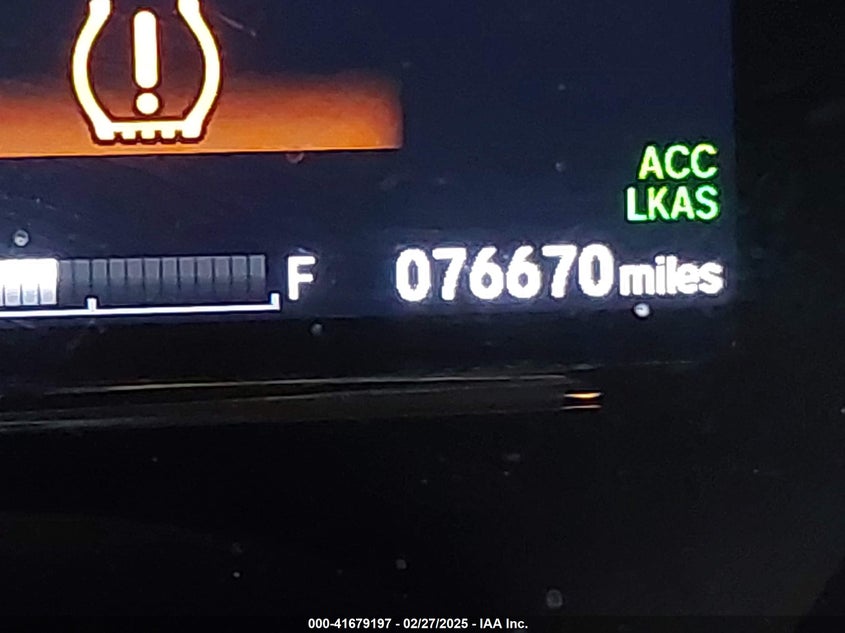 !
ACC
LKAS
F 076670 miles
000-41679197 - 02/27/2025 - IAA Inc.